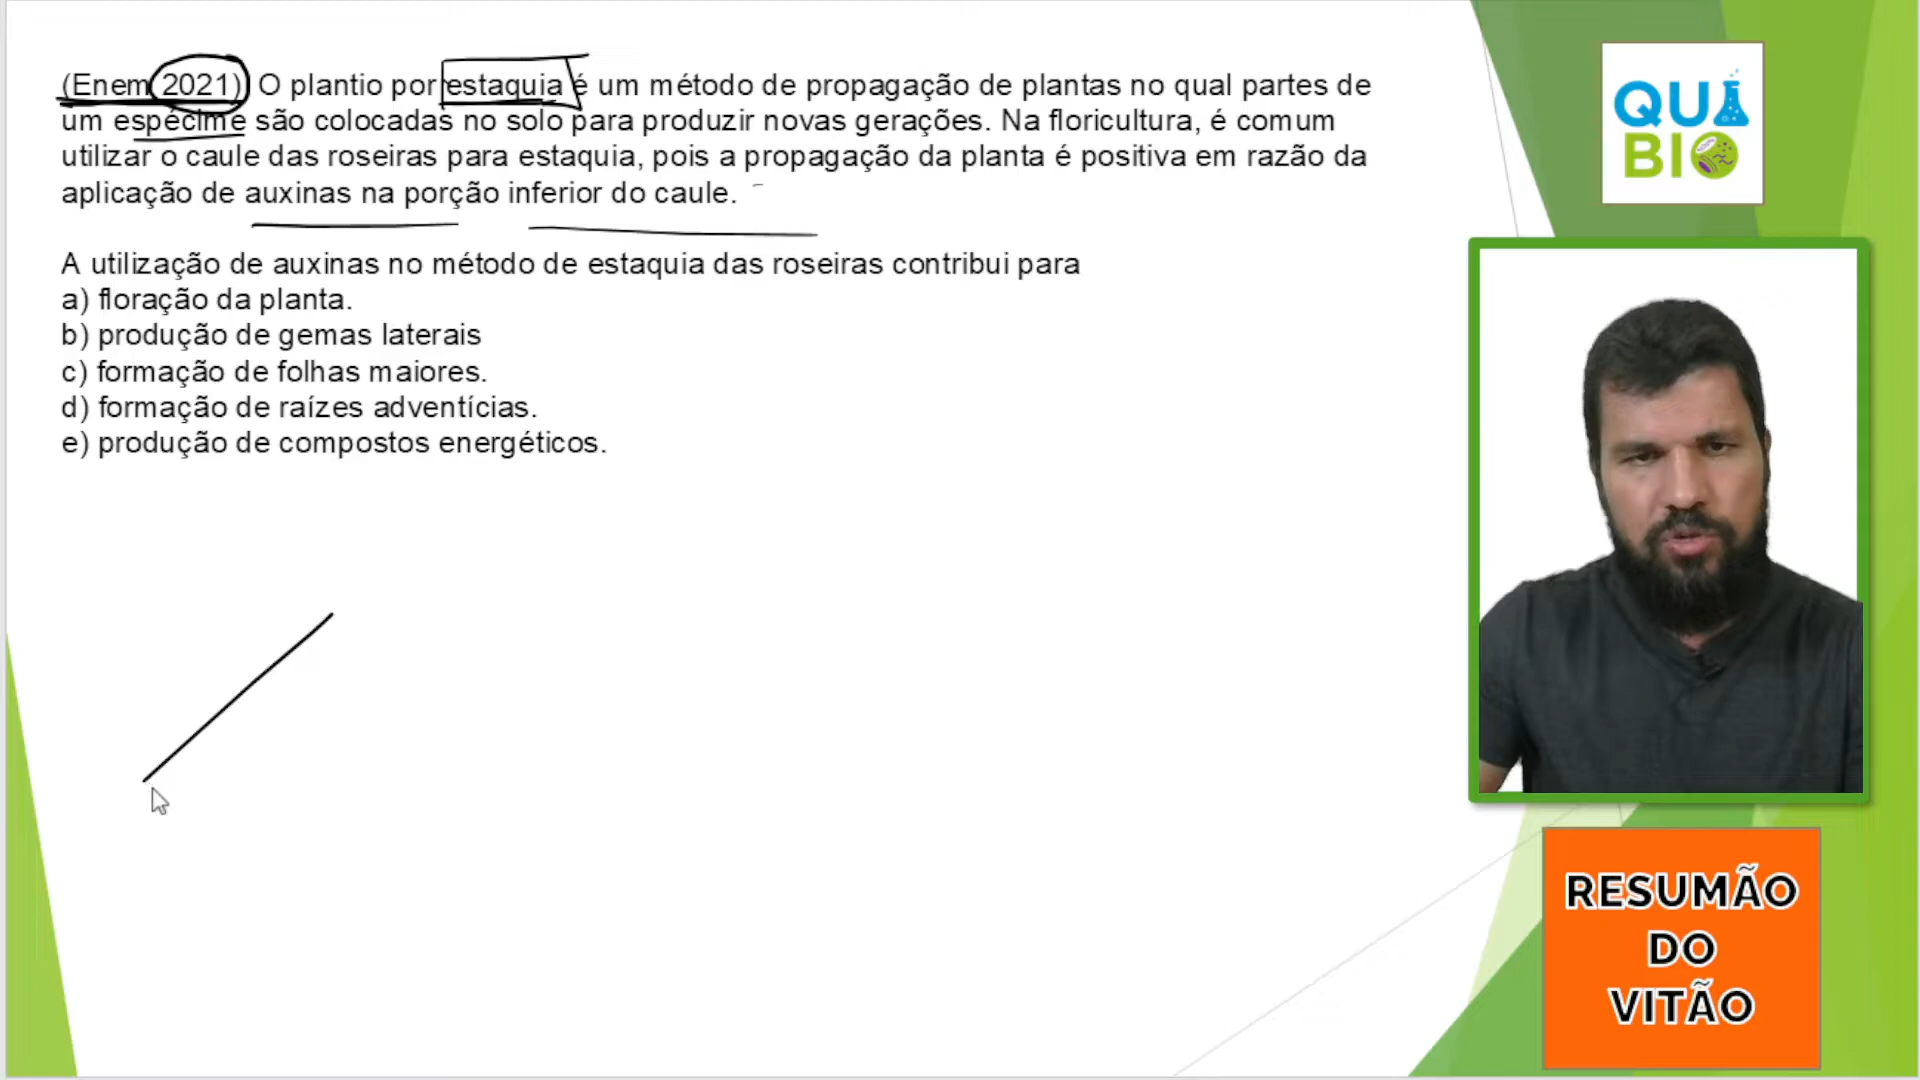 (Enem 2021) O plantio por estaquia é um método de propagação de plantas no qual partes de
um espécime são colocadas no solo para produzir novas gerações. Na floricultura, é comum
utilizar o caule das roseiras para estaquia, pois a propagação da planta é positiva em razão da
aplicação de auxinas na porção inferior do caule.
A utilização de auxinas no método de estaquia das roseiras contribui para
a) floração da planta.
b) produção de gemas laterais
c) formação de folhas maiores.
d) formação de raízes adventícias.
e) produção de compostos energéticos.
QUI
BIO
RESUMÃO
DO
VITÃO